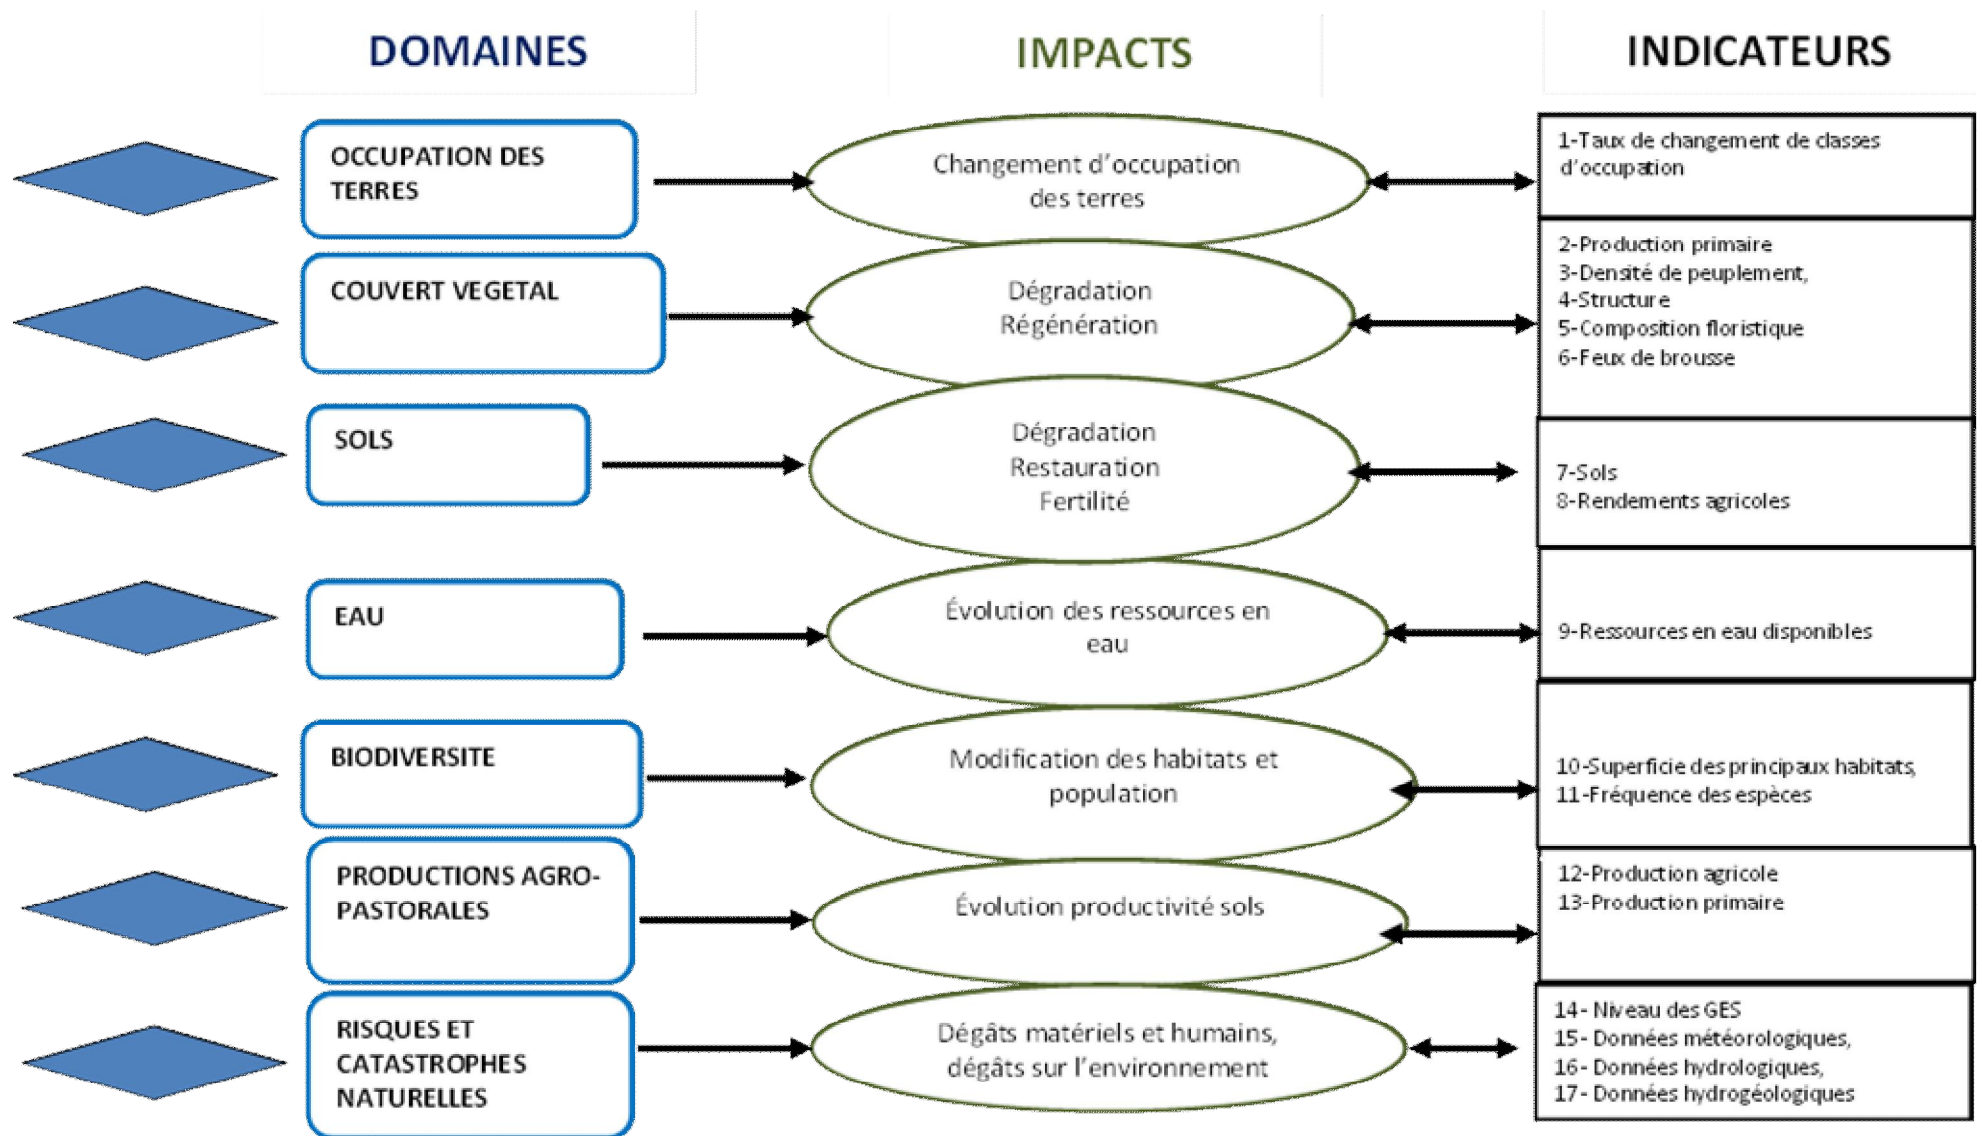 DOMAINES
IMPACTS
INDICATEURS
OCCUPATION DES
TERRES
Changement d'occupation
des terres
1-Taux de changement de classes
d'occupation
COUVERT VEGETAL
Dégradation
Régénération
2-Production primaire
3-Densité de peuplement,
4-Structure
5-Composition floristique
6-Feux de brousse
SOLS
Dégradation
Restauration
Fertilité
7-Sols
8-Rendements agricoles
EAU
Évolution des ressources en
eau
9-Ressources en eau disponibles
BIODIVERSITE
Modification des habitats et
population
10-Superficie des principaux habitats,
11-Fréquence des espèces
PRODUCTIONS AGRO-
PASTORALES
Évolution productivité sols
12-Production agricole
13-Production primaire
RISQUES ET
CATASTROPHES
NATURELLES
Dégâts matériels et humains,
dégâts sur l'environnement
14- Niveau des GES
15- Données météorologiques,
16- Données hydrologiques,
17- Données hydrogéologiques